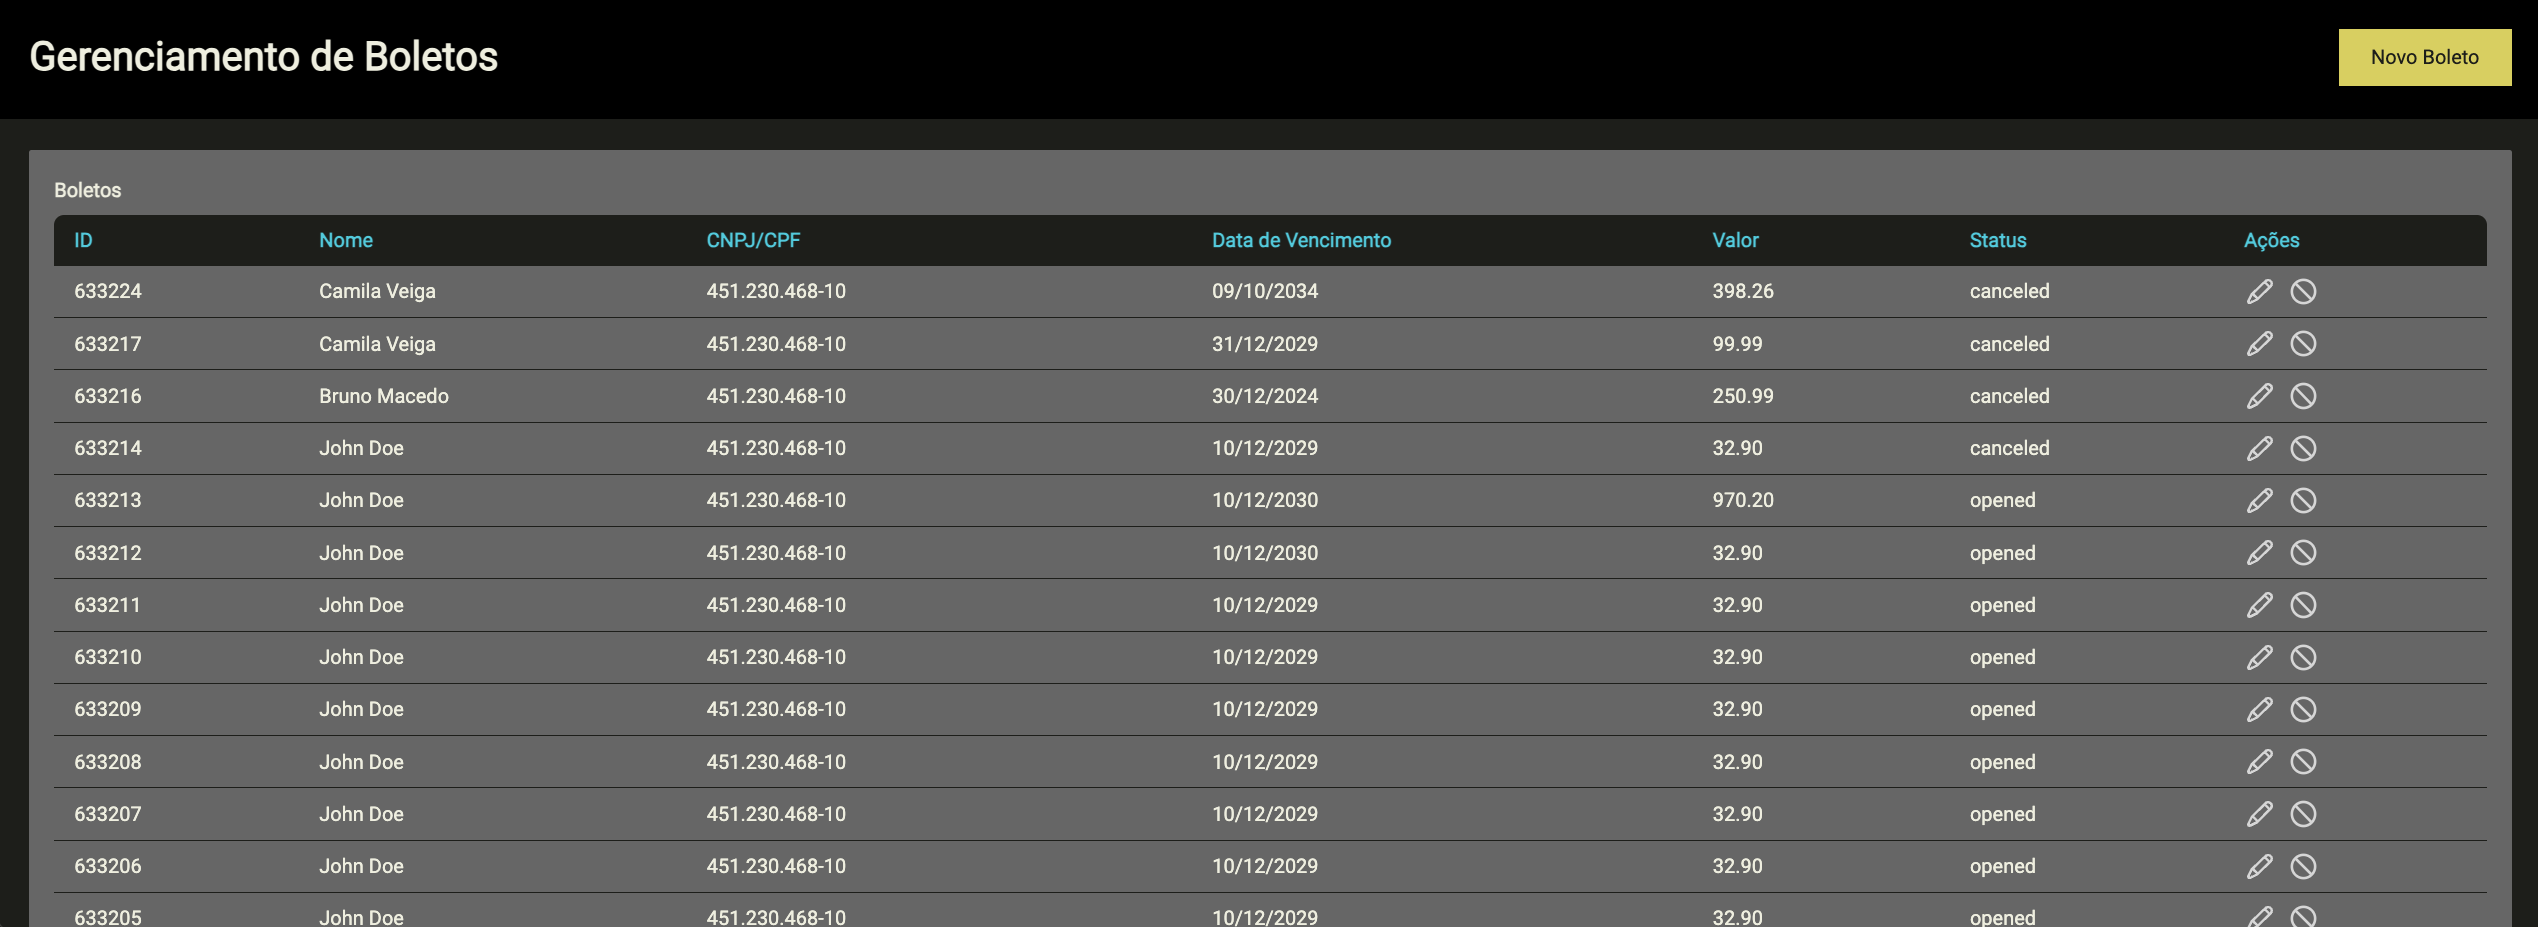 Gerenciamento de Boletos
Novo Boleto
Boletos
ID Nome CNPJ/CPF Data de Vencimento Valor Status Ações
633224 Camila Veiga 451.230.468-10 09/10/2034 398.26 canceled
633217 Camila Veiga 451.230.468-10 31/12/2029 99.99 canceled
633216 Bruno Macedo 451.230.468-10 30/12/2024 250.99 canceled
633214 John Doe 451.230.468-10 10/12/2029 32.90 canceled
633213 John Doe 451.230.468-10 10/12/2030 970.20 opened
633212 John Doe 451.230.468-10 10/12/2030 32.90 opened
633211 John Doe 451.230.468-10 10/12/2029 32.90 opened
633210 John Doe 451.230.468-10 10/12/2029 32.90 opened
633209 John Doe 451.230.468-10 10/12/2029 32.90 opened
633208 John Doe 451.230.468-10 10/12/2029 32.90 opened
633207 John Doe 451.230.468-10 10/12/2029 32.90 opened
633206 John Doe 451.230.468-10 10/12/2029 32.90 opened
633205 John Doe 451.230.468-10 10/12/2029 32.90 opened